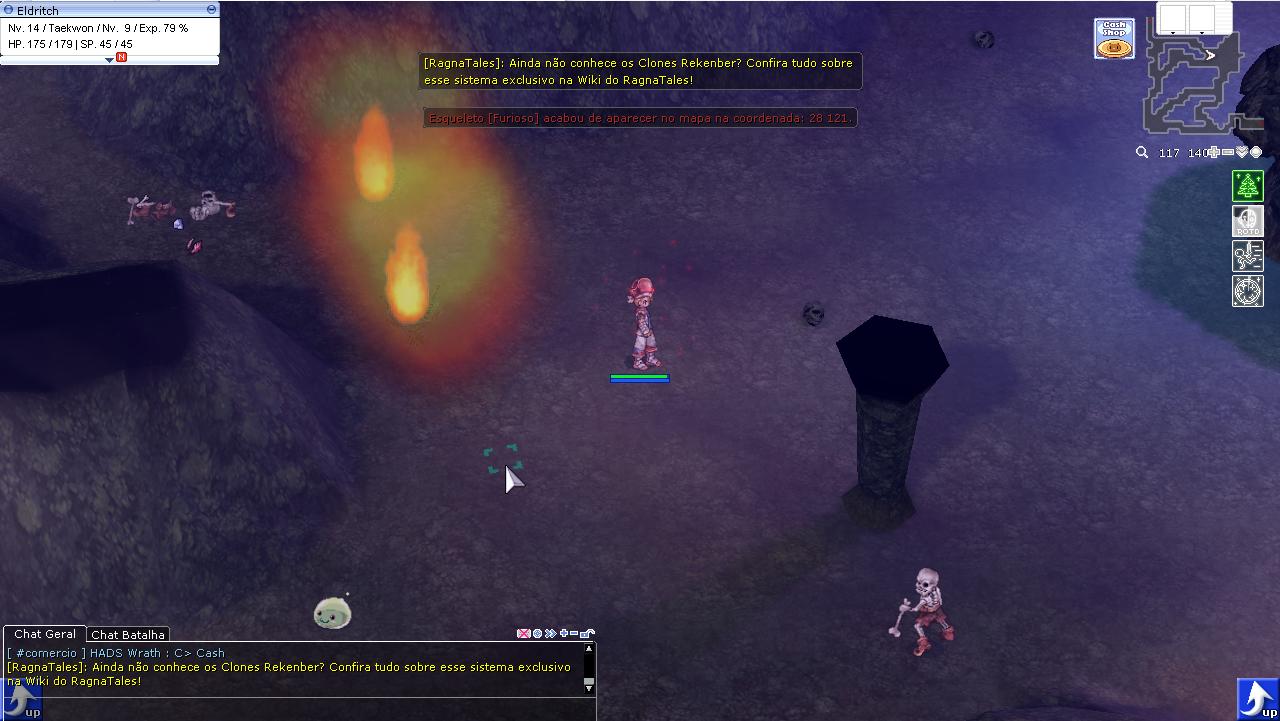 Eldritch
Nv. 14 / Taekwon / Nv. 9 / Exp. 79 %
HP. 175 / 179 | SP. 45 / 45
N
[RagnaTales]: Ainda não conhece os Clones Rekenber? Confira tudo sobre
esse sistema exclusivo na Wiki do RagnaTales!
Esqueleto [Furioso] acabou de aparecer no mapa na coordenada: 28 121.
Cash
Shop
117 140
ROTD
Chat Geral
Chat Batalha
[ #comercio ] HADS Wrath : C> Cash
[RagnaTales]: Ainda não conhece os Clones Rekenber? Confira tudo sobre esse sistema exclusivo
na Wiki do RagnaTales!
up
up